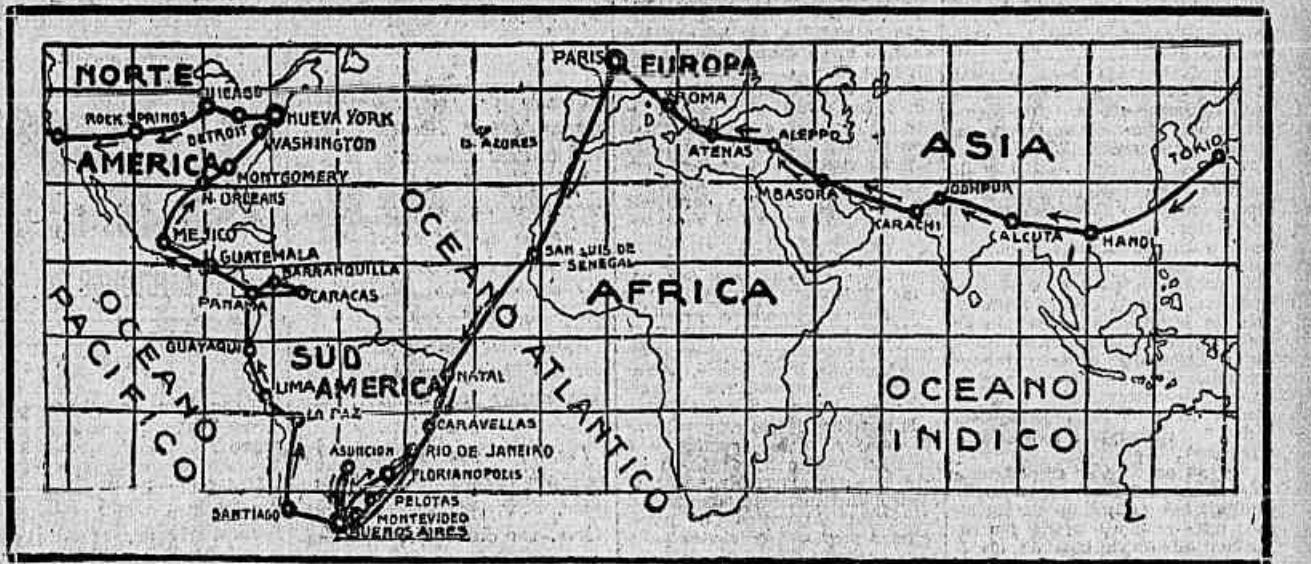 NORTE
AMERICA
ROCK SPRINGS
DETROIT
NUEVA YORK
WASHINGTON
MONTGOMERY
N. ORLEANS
MEJICO
GUATEMALA
BARRANQUILLA
PANAMA
CARACAS
OCEANO
PACIFICO
GUAYAQUIL
SUD
AMERICA
LIMA
LA PAZ
NATAL
CARAVELLAS
ASUNCION
RIO DE JANEIRO
FLORIANOPOLIS
PELOTAS
MONTEVIDEO
BUENOS AIRES
SANTIAGO
OCEANO ATLANTICO
IS. AZORES
PARIS
EUROPA
ROMA
ATENAS
ALEPPO
ASIA
TOKIO
BASORA
KARACHI
CALCUTA
HANOI
SAN LUIS DE
SENEGAL
AFRICA
OCEANO
INDICO